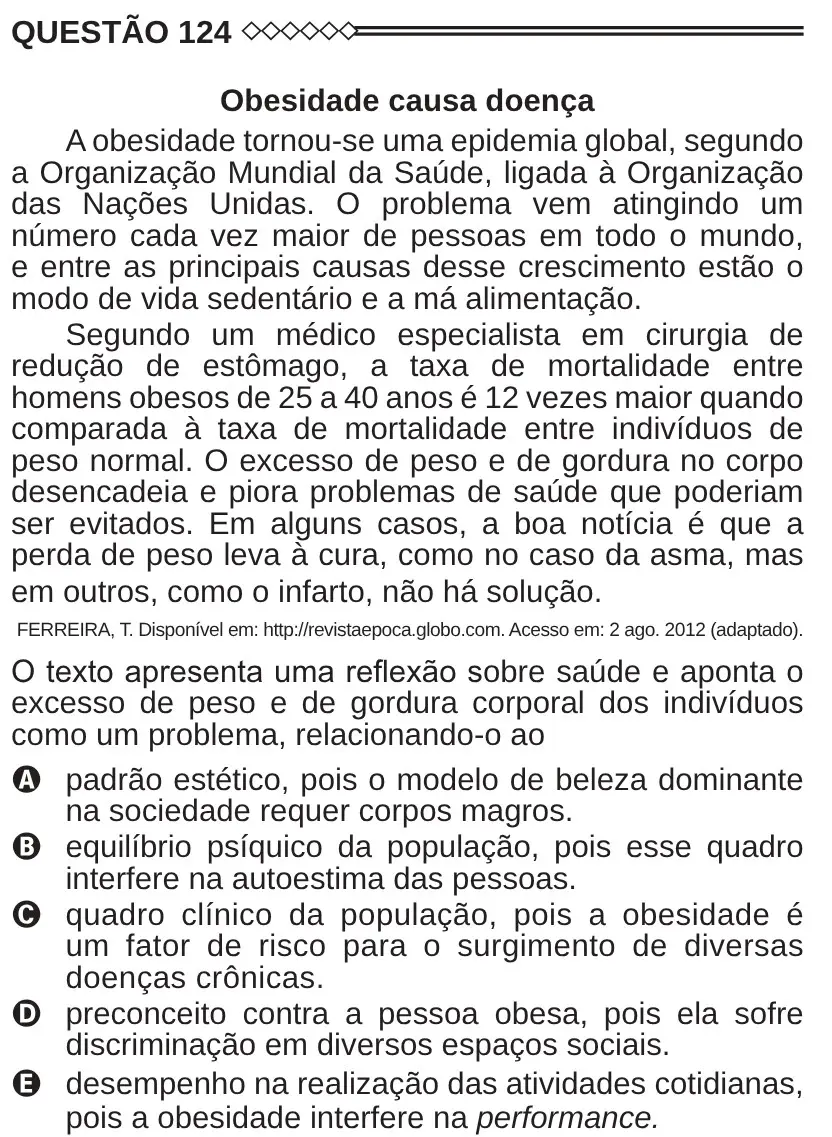 QUESTÃO 124
Obesidade causa doença
A obesidade tornou-se uma epidemia global, segundo
a Organização Mundial da Saúde, ligada à Organização
das Nações Unidas. O problema vem atingindo um
número cada vez maior de pessoas em todo o mundo,
e entre as principais causas desse crescimento estão o
modo de vida sedentário e a má alimentação.
Segundo um médico especialista em cirurgia de
redução de estômago, a taxa de mortalidade entre
homens obesos de 25 a 40 anos é 12 vezes maior quando
comparada à taxa de mortalidade entre indivíduos de
peso normal. O excesso de peso e de gordura no corpo
desencadeia e piora problemas de saúde que poderiam
ser evitados. Em alguns casos, a boa notícia é que a
perda de peso leva à cura, como no caso da asma, mas
em outros, como o infarto, não há solução.
FERREIRA, T. Disponível em: http://revistaepoca.globo.com. Acesso em: 2 ago. 2012 (adaptado).
O texto apresenta uma reflexão sobre saúde e aponta o
excesso de peso e de gordura corporal dos indivíduos
como um problema, relacionando-o ao
A padrão estético, pois o modelo de beleza dominante
na sociedade requer corpos magros.
B equilíbrio psíquico da população, pois esse quadro
interfere na autoestima das pessoas.
C quadro clínico da população, pois a obesidade é
um fator de risco para o surgimento de diversas
doenças crônicas.
D preconceito contra a pessoa obesa, pois ela sofre
discriminação em diversos espaços sociais.
E desempenho na realização das atividades cotidianas,
pois a obesidade interfere na performance.